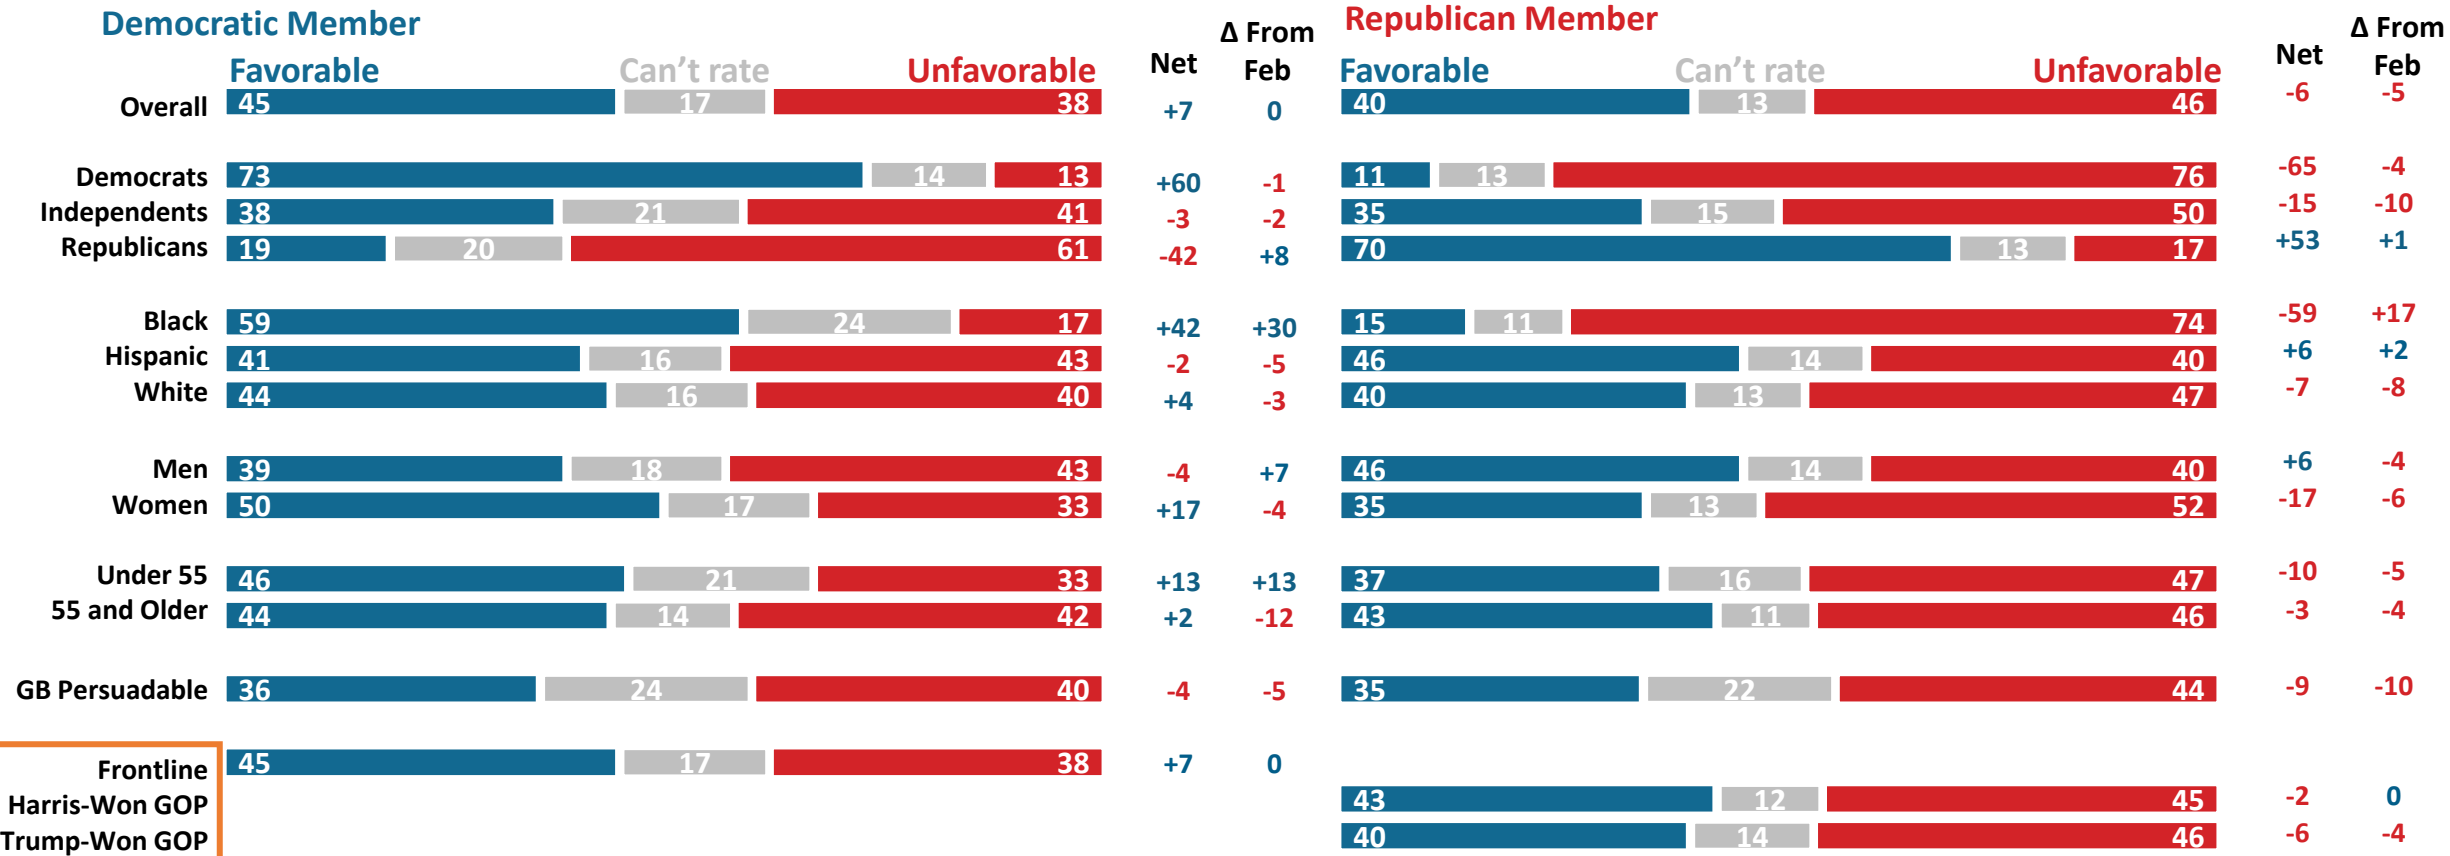 Democratic Member Republican Member
Favorable Can't rate Unfavorable Net Δ From Feb Favorable Can't rate Unfavorable Net Δ From Feb
Overall 45 17 38 +7 0 40 13 46 -6 -5
Democrats 73 14 13 +60 -1 11 13 76 -65 -4
Independents 38 21 41 -3 -2 35 15 50 -15 -10
Republicans 19 20 61 -42 +8 70 13 17 +53 +1
Black 59 24 17 +42 +30 15 11 74 -59 +17
Hispanic 41 16 43 -2 -5 46 14 40 +6 +2
White 44 16 40 +4 -3 40 13 47 -7 -8
Men 39 18 43 -4 +7 46 14 40 +6 -4
Women 50 17 33 +17 -4 35 13 52 -17 -6
Under 55 46 21 33 +13 +13 37 16 47 -10 -5
55 and Older 44 14 42 +2 -12 43 11 46 -3 -4
GB Persuadable 36 24 40 -4 -5 35 22 44 -9 -10
Frontline 45 17 38 +7 0
Harris-Won GOP 43 12 45 -2 0
Trump-Won GOP 40 14 46 -6 -4